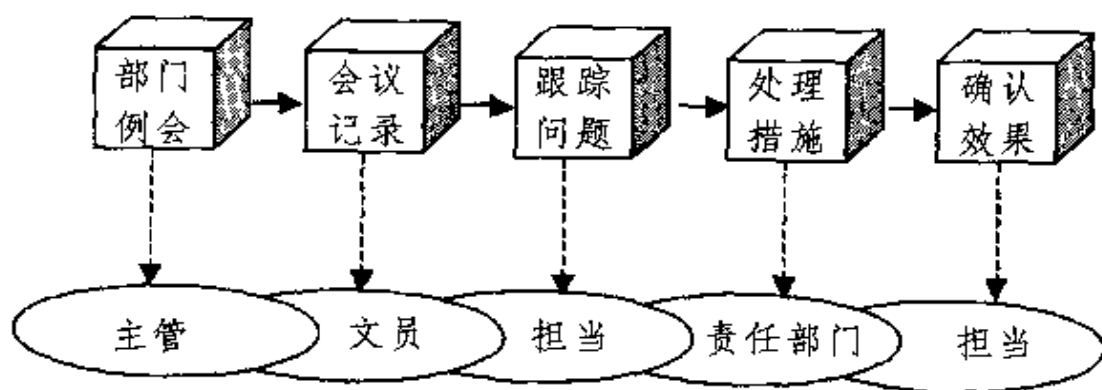 部门
例会
会议
记录
跟踪
问题
处理
措施
确认
效果
主管
文员
担当
责任部门
担当